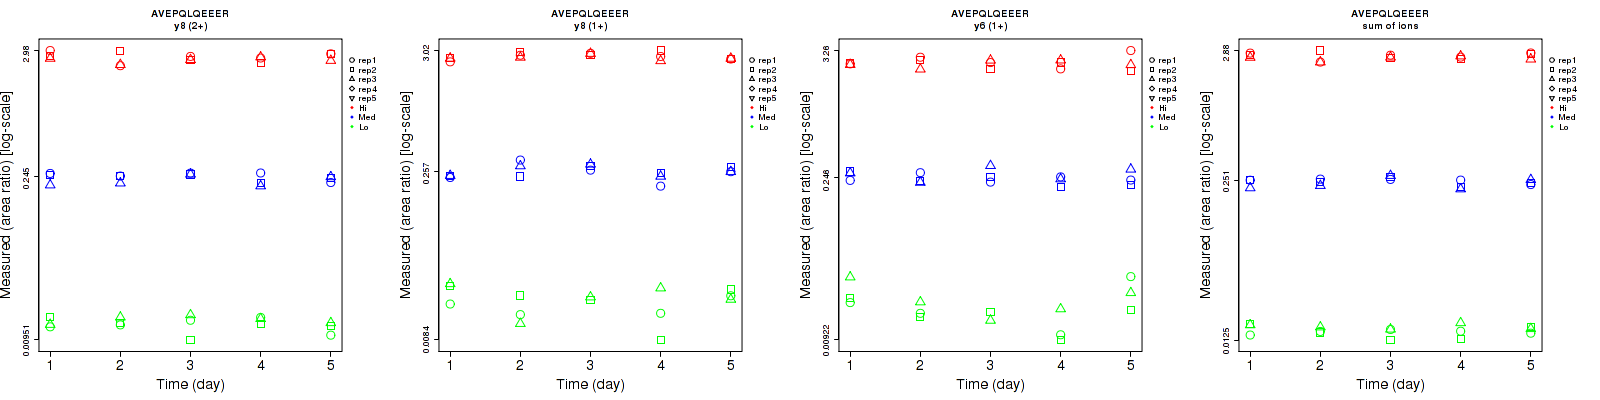 AVEPQLQEEER
y8 (2+)
Measured (area ratio) [log-scale]
2.98
0.245
0.00951
1 2 3 4 5
Time (day)
rep1
rep2
rep3
rep4
rep5
Hi
Med
Lo
AVEPQLQEEER
y8 (1+)
Measured (area ratio) [log-scale]
3.02
0.257
0.0084
1 2 3 4 5
Time (day)
rep1
rep2
rep3
rep4
rep5
Hi
Med
Lo
AVEPQLQEEER
y6 (1+)
Measured (area ratio) [log-scale]
3.26
0.246
0.00922
1 2 3 4 5
Time (day)
rep1
rep2
rep3
rep4
rep5
Hi
Med
Lo
AVEPQLQEEER
sum of ions
Measured (area ratio) [log-scale]
2.88
0.251
0.0125
1 2 3 4 5
Time (day)
rep1
rep2
rep3
rep4
rep5
Hi
Med
Lo